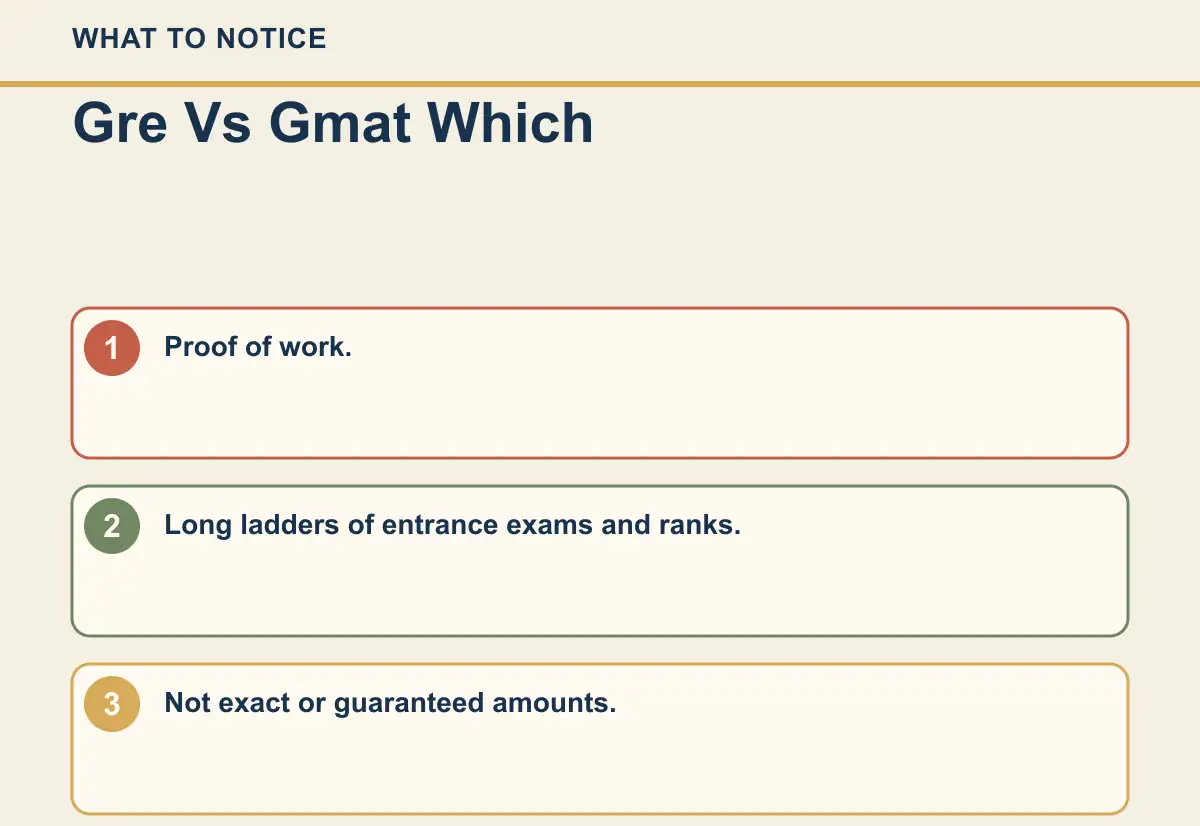 WHAT TO NOTICE
Gre Vs Gmat Which
1 Proof of work.
2 Long ladders of entrance exams and ranks.
3 Not exact or guaranteed amounts.